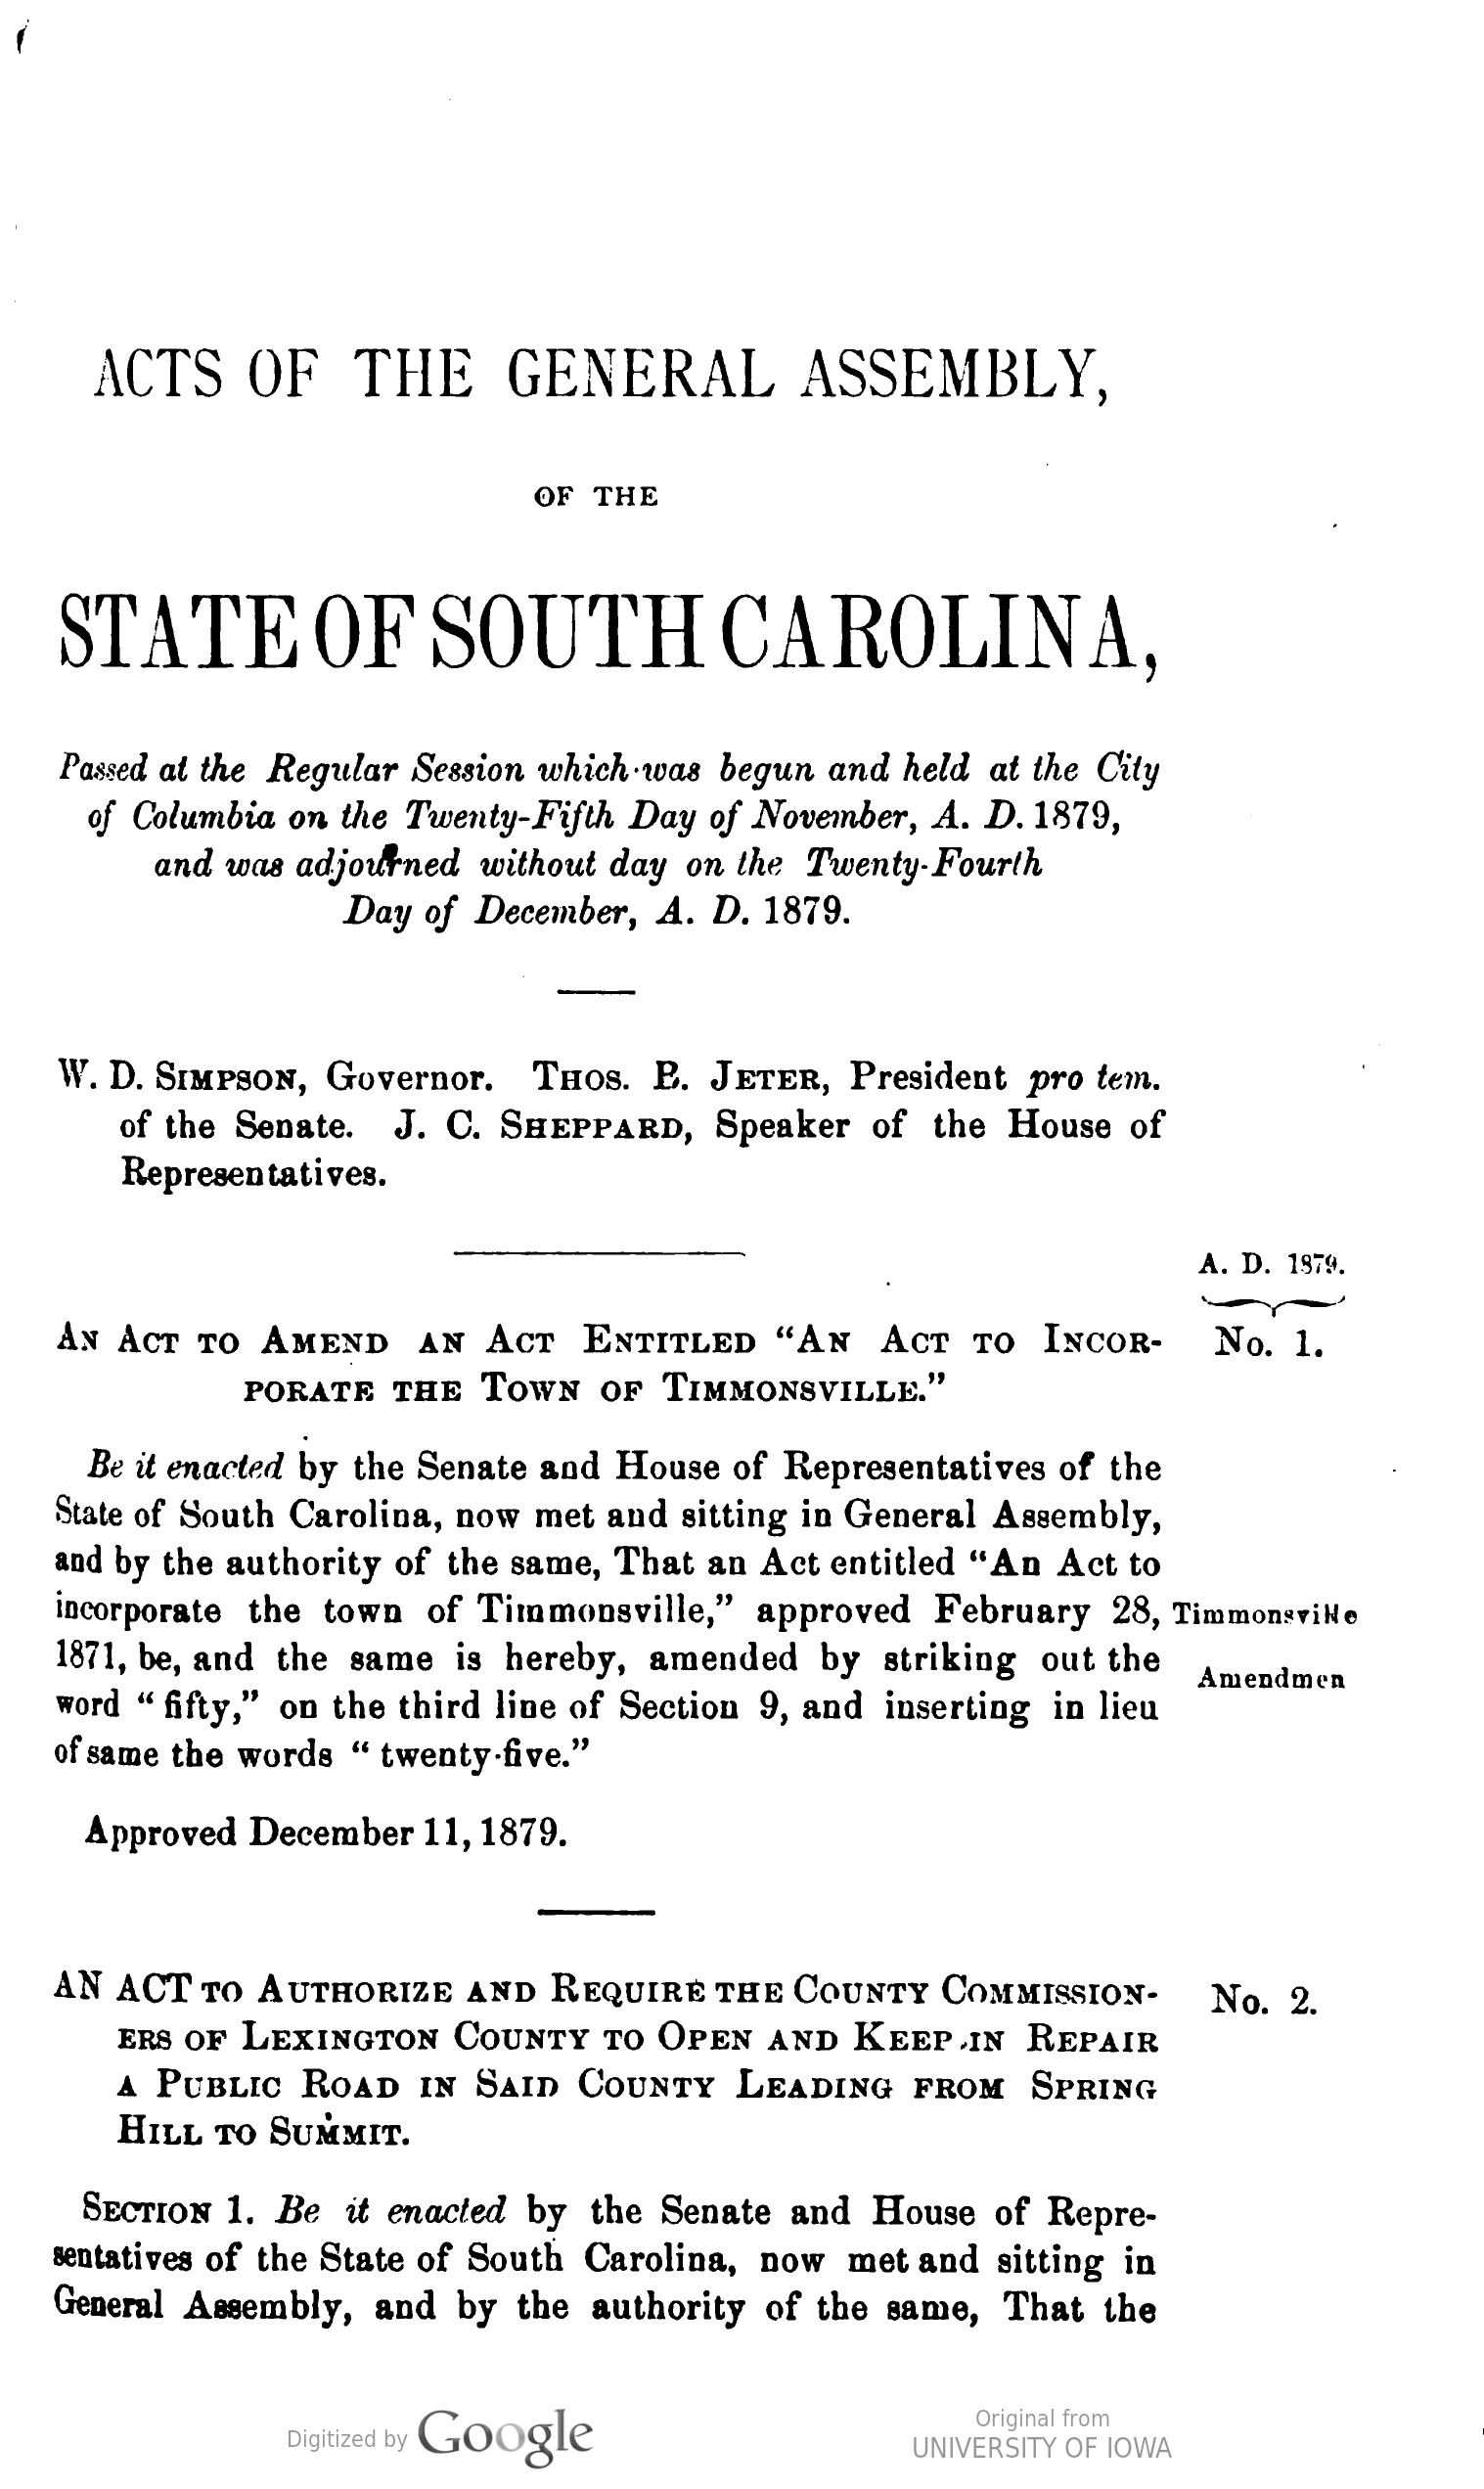 ACTS OF THE GENERAL ASSEMBLY,
OF THE
STATE OF SOUTH CAROLINA,
Passed at the Regular Session which was begun and held at the City
of Columbia on the Twenty-Fifth Day of November, A. D. 1879,
and was adjourned without day on the Twenty-Fourth
Day of December, A. D. 1879.
W. D. SIMPSON, Governor. THOS. B. JETER, President pro tem.
of the Senate. J. C. SHEPPARD, Speaker of the House of
Representatives.
A. D. 1879.
AN ACT TO AMEND AN ACT ENTITLED "AN ACT TO INCOR-
No. 1.
PORATE THE TOWN OF TIMMONSVILLE."
Be it enacted by the Senate and House of Representatives of the
State of South Carolina, now met and sitting in General Assembly,
and by the authority of the same, That an Act entitled "An Act to
incorporate the town of Timmonsville," approved February 28,
Timmonsville
1871, be, and the same is hereby, amended by striking out the
Amendmen
word "fifty," on the third line of Section 9, and inserting in lieu
of same the words "twenty-five."
Approved December 11, 1879.
AN ACT TO AUTHORIZE AND REQUIRE THE COUNTY COMMISSION-
No. 2.
ERS OF LEXINGTON COUNTY TO OPEN AND KEEP IN REPAIR
A PUBLIC ROAD IN SAID COUNTY LEADING FROM SPRING
HILL TO SUMMIT.
SECTION 1. Be it enacted by the Senate and House of Repre-
sentatives of the State of South Carolina, now met and sitting in
General Assembly, and by the authority of the same, That the
Digitized by Google
Original from
UNIVERSITY OF IOWA